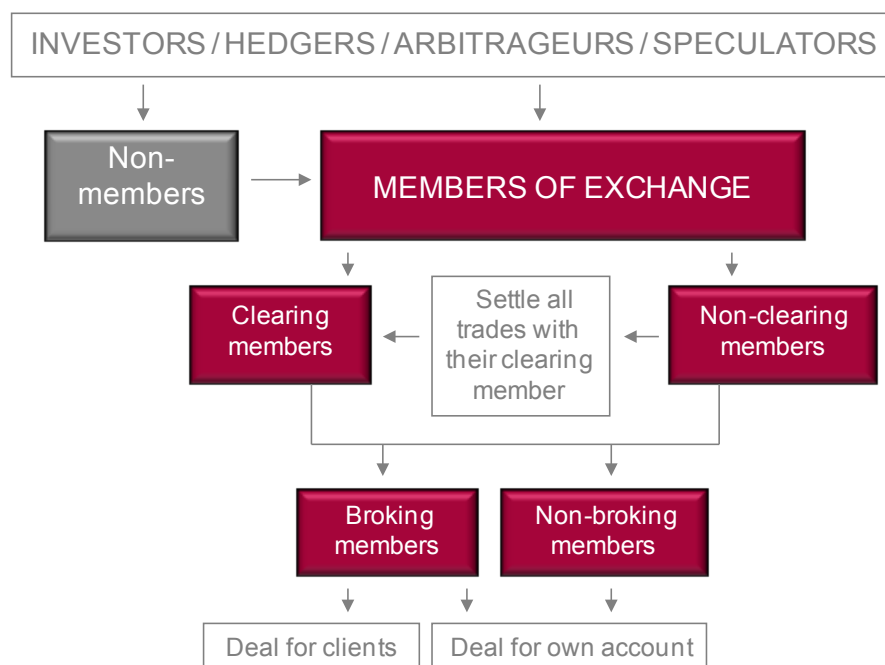 INVESTORS / HEDGERS / ARBITRAGEURS / SPECULATORS
Non-
members
MEMBERS OF EXCHANGE
Clearing
members
Settle all
trades with
their clearing
member
Non-clearing
members
Broking
members
Non-broking
members
Deal for clients
Deal for own account